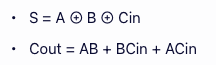 • S = A ⊕ B ⊕ Cin
• Cout = AB + BCin + ACin